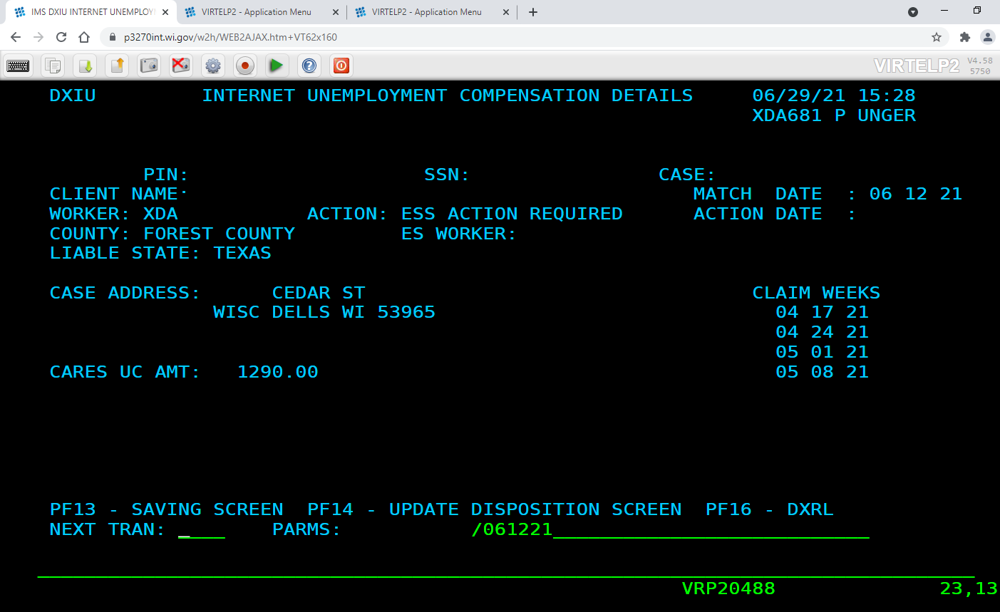 IMS DXIU INTERNET UNEMPLOYN VIRTELP2 - Application Menu VIRTELP2 - Application Menu
p3270int.wi.gov/w2h/WEB2AJAX.htm+VT62x160
VIRTELP2 V4.58
5750
DXIU INTERNET UNEMPLOYMENT COMPENSATION DETAILS 06/29/21 15:28
XDA681 P UNGER
PIN: SSN: CASE:
CLIENT NAME MATCH DATE : 06 12 21
WORKER: XDA ACTION: ESS ACTION REQUIRED ACTION DATE :
COUNTY: FOREST COUNTY ES WORKER:
LIABLE STATE: TEXAS
CASE ADDRESS: CEDAR ST CLAIM WEEKS
WISC DELLS WI 53965 04 17 21
04 24 21
05 01 21
CARES UC AMT: 1290.00 05 08 21
PF13 - SAVING SCREEN PF14 - UPDATE DISPOSITION SCREEN PF16 - DXRL
NEXT TRAN: ____ PARMS: /061221___________________________
VRP20488 23,13